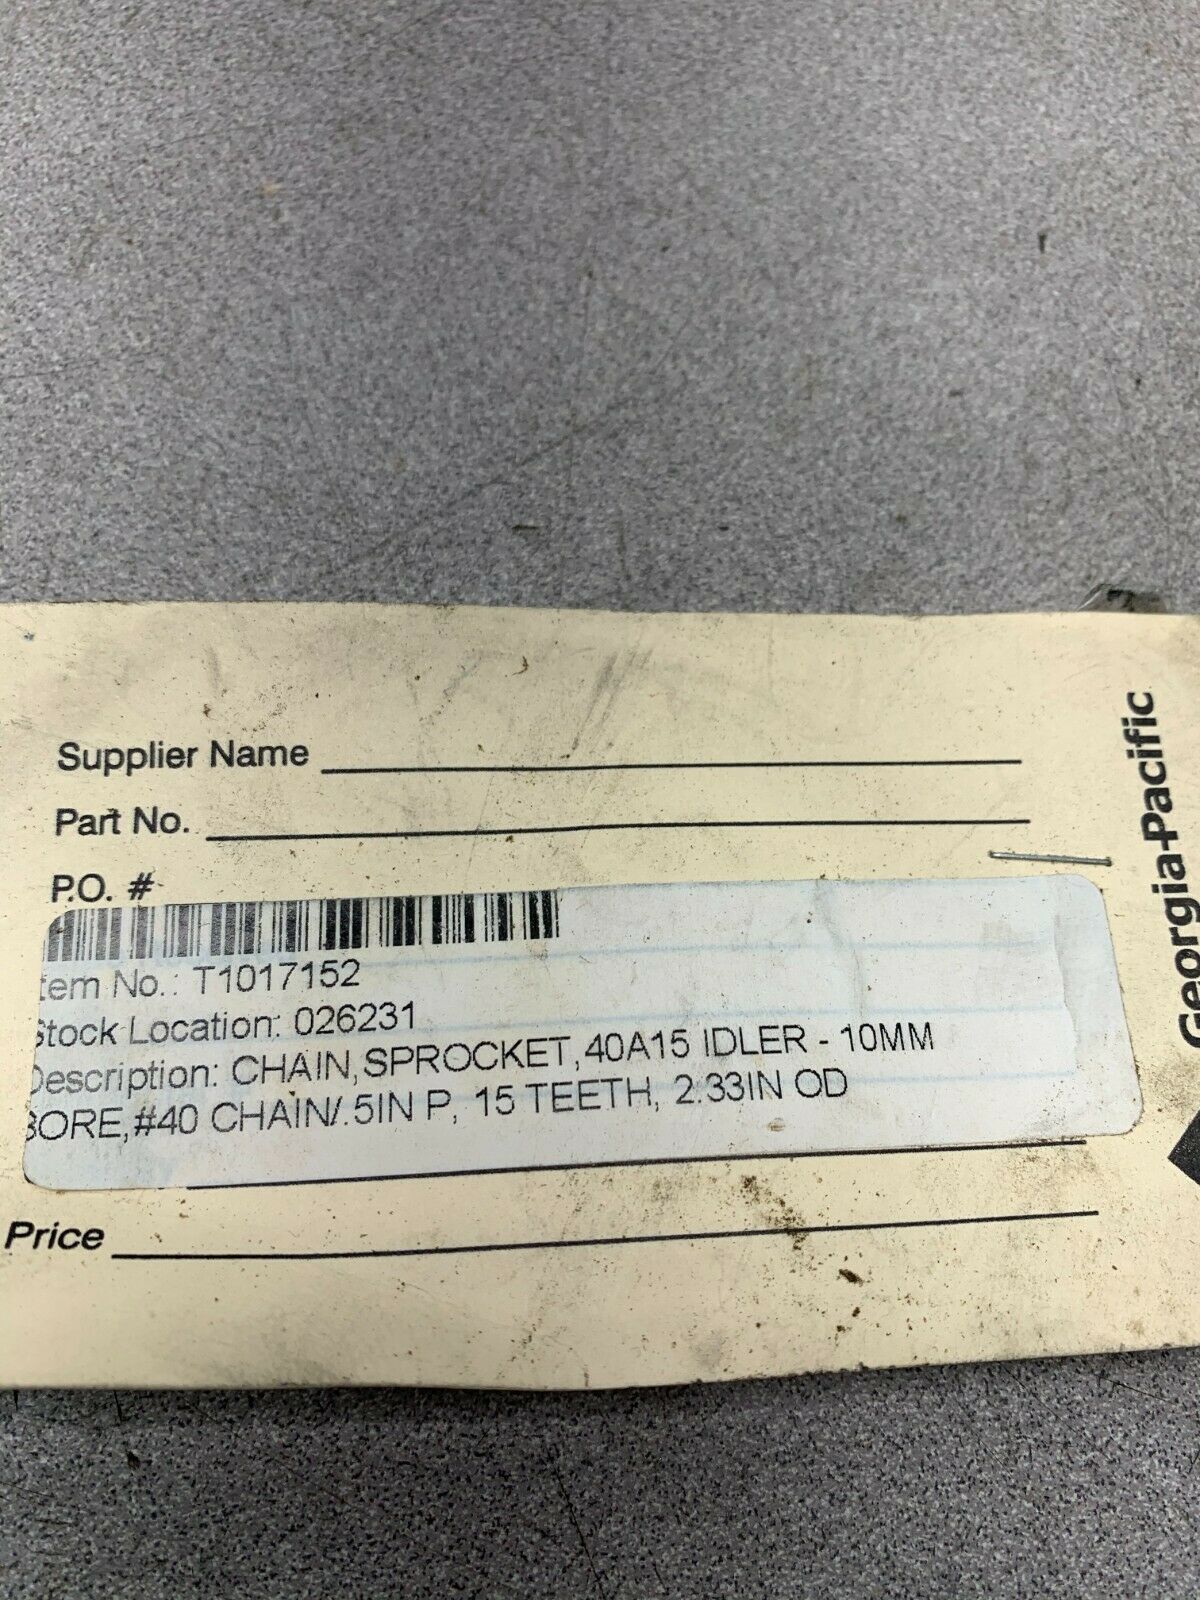 Supplier Name
Part No.
P.O. #
Item No.: T1017152
Stock Location: 026231
Description: CHAIN,SPROCKET,40A15 IDLER - 10MM
BORE,#40 CHAIN/.5IN P, 15 TEETH, 2.33IN OD
Price
Georgia-Pacific